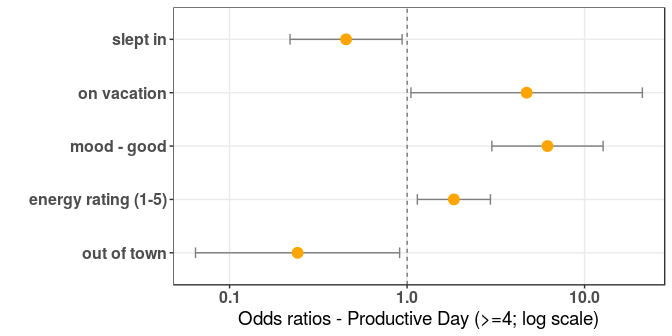 slept in
on vacation
mood - good
energy rating (1-5)
out of town
0.1 1.0 10.0
Odds ratios - Productive Day (>=4; log scale)